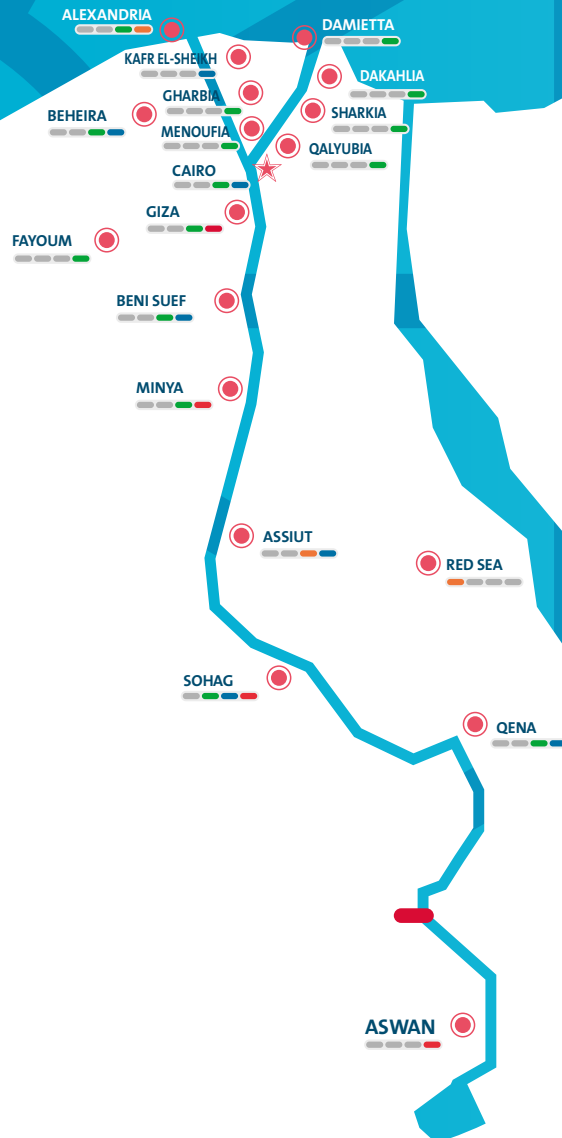 ALEXANDRIA
DAMIETTA
KAFR EL-SHEIKH
DAKAHLIA
GHARBIA
BEHEIRA
SHARKIA
MENOUFIA
QALYUBIA
CAIRO
GIZA
FAYOUM
BENI SUEF
MINYA
ASSIUT
RED SEA
SOHAG
QENA
ASWAN